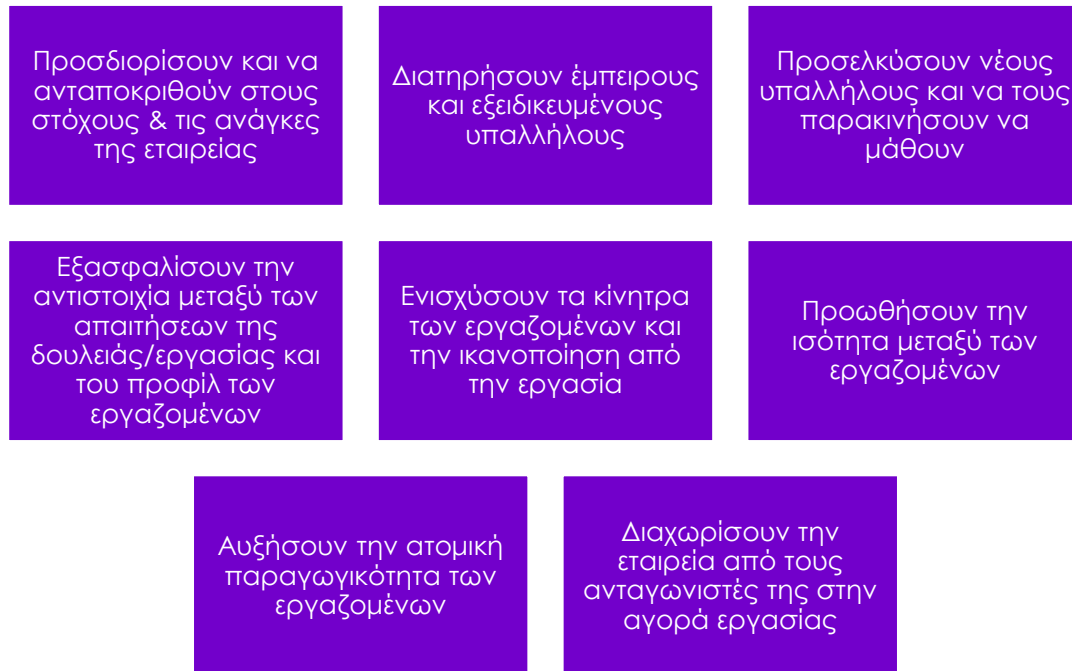 Προσδιορίσουν και να
ανταποκριθούν στους
στόχους & τις ανάγκες
της εταιρείας
Διατηρήσουν έμπειρους
και εξειδικευμένους
υπαλλήλους
Προσελκύσουν νέους
υπαλλήλους και να τους
παρακινήσουν να
μάθουν
Εξασφαλίσουν την
αντιστοιχία μεταξύ των
απαιτήσεων της
δουλειάς/εργασίας και
του προφίλ των
εργαζομένων
Ενισχύσουν τα κίνητρα
των εργαζομένων και
την ικανοποίηση από
την εργασία
Προωθήσουν την
ισότητα μεταξύ των
εργαζομένων
Αυξήσουν την ατομική
παραγωγικότητα των
εργαζομένων
Διαχωρίσουν την
εταιρεία από τους
ανταγωνιστές της στην
αγορά εργασίας